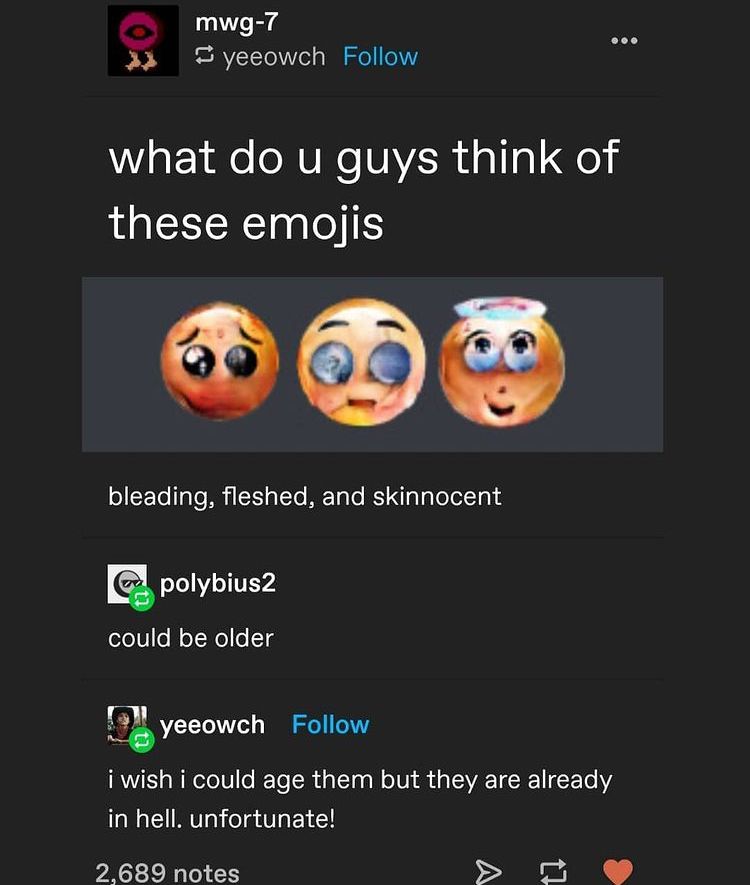 mwg-7
yeeowch Follow
what do u guys think of
these emojis
bleading, fleshed, and skinnocent
polybius2
could be older
yeeowch Follow
i wish i could age them but they are already
in hell. unfortunate!
2,689 notes